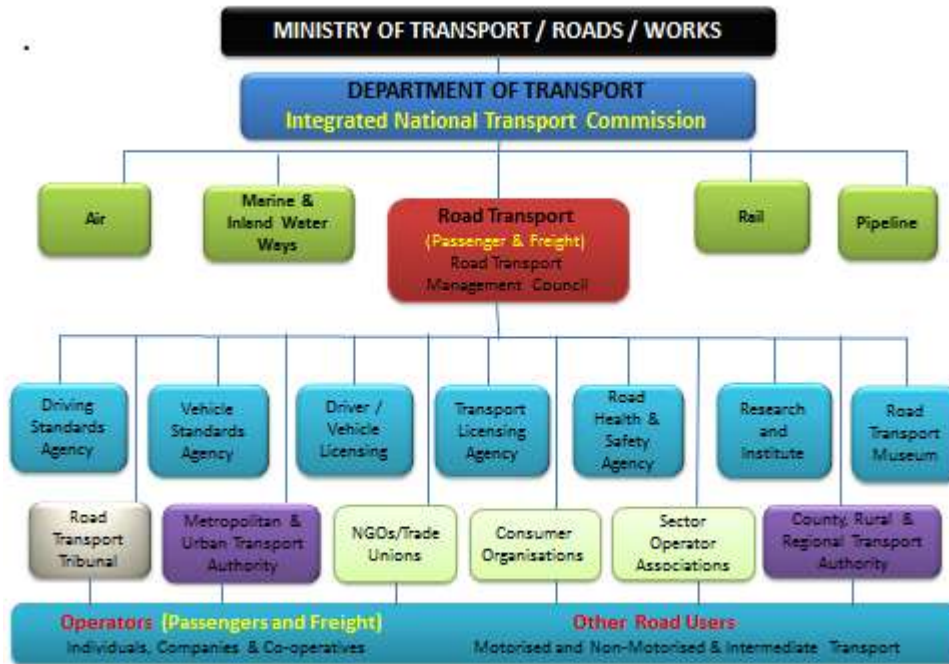 MINISTRY OF TRANSPORT / ROADS / WORKS
DEPARTMENT OF TRANSPORT
Integrated National Transport Commission
Air
Marine &
Inland Water
Ways
Road Transport
(Passenger & Freight)
Road Transport
Management Council
Rail
Pipeline
Driving
Standards
Agency
Vehicle
Standards
Agency
Driver /
Vehicle
Licensing
Transport
Licensing
Agency
Road
Health &
Safety
Agency
Research
and
Institute
Road
Transport
Museum
Road
Transport
Tribunal
Metropolitan &
Urban Transport
Authority
NGOs/Trade
Unions
Consumer
Organisations
Sector
Operator
Associations
County, Rural &
Regional Transport
Authority
Operators (Passengers and Freight)
Individuals, Companies & Co-operatives
Other Road Users
Motorised and Non-Motorised & Intermediate Transport